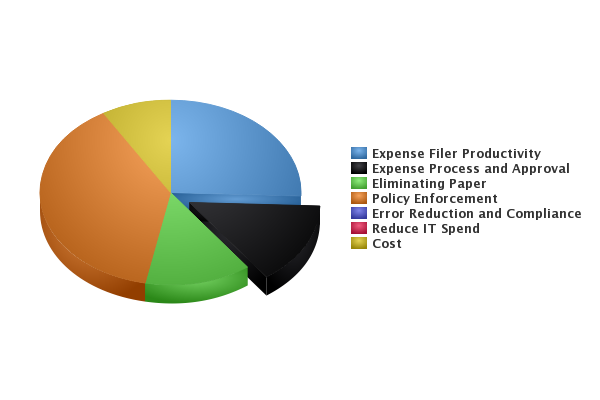 Expense Filer Productivity
Expense Process and Approval
Eliminating Paper
Policy Enforcement
Error Reduction and Compliance
Reduce IT Spend
Cost